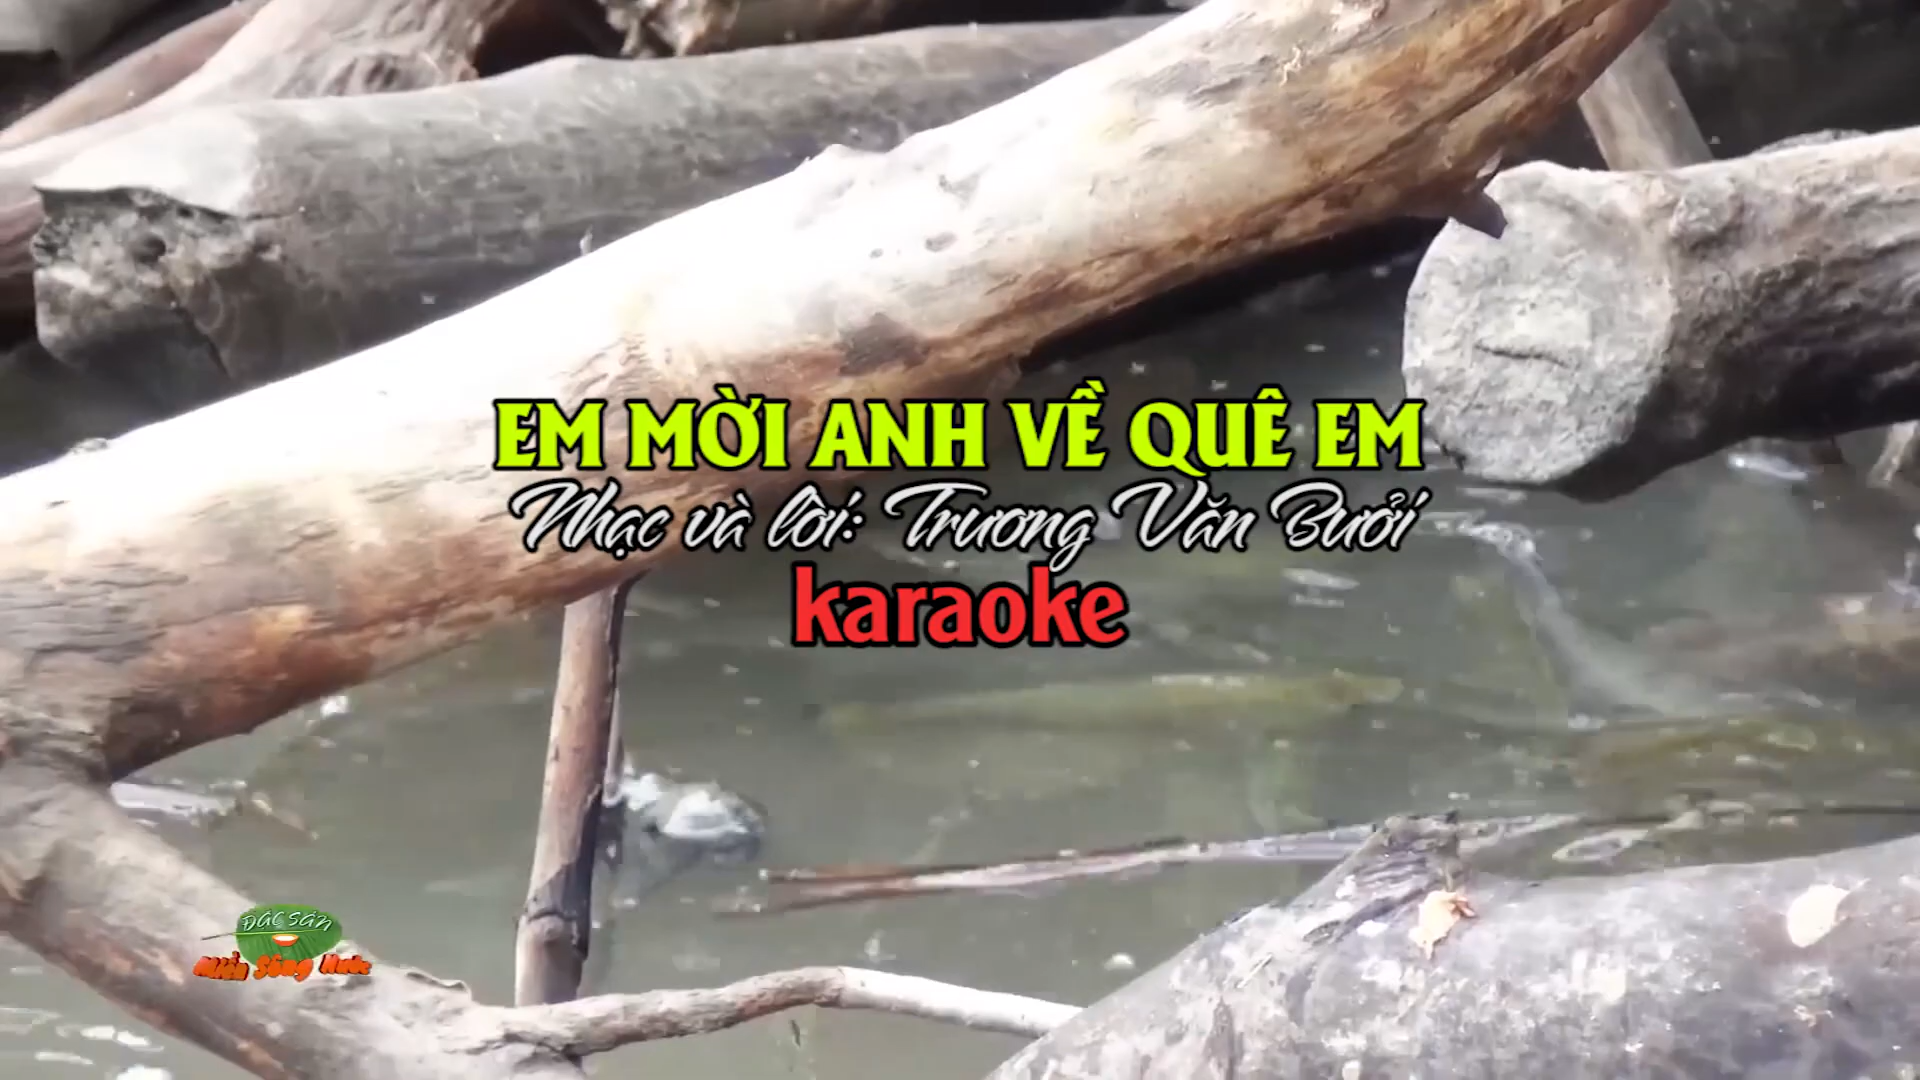 EM MỜI ANH VỀ QUÊ EM
Nhạc và lời: Trương Văn Bưởi
karaoke
ĐẶC SẢN
Miền Sông Nước